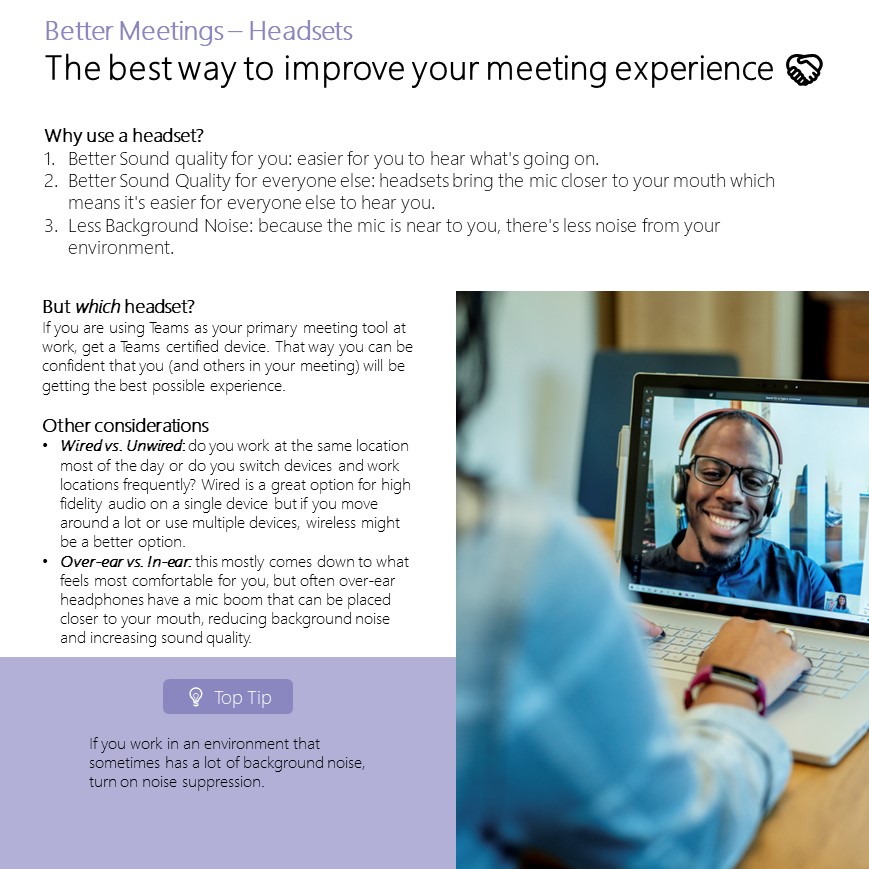 Better Meetings – Headsets
The best way to improve your meeting experience
Why use a headset?
1. Better Sound quality for you: easier for you to hear what's going on.
2. Better Sound Quality for everyone else: headsets bring the mic closer to your mouth which
means it's easier for everyone else to hear you.
3. Less Background Noise: because the mic is near to you, there's less noise from your
environment.
But which headset?
If you are using Teams as your primary meeting tool at
work, get a Teams certified device. That way you can be
confident that you (and others in your meeting) will be
getting the best possible experience.
Other considerations
• Wired vs. Unwired: do you work at the same location
most of the day or do you switch devices and work
locations frequently? Wired is a great option for high
fidelity audio on a single device but if you move
around a lot or use multiple devices, wireless might
be a better option.
• Over-ear vs. In-ear: this mostly comes down to what
feels most comfortable for you, but often over-ear
headphones have a mic boom that can be placed
closer to your mouth, reducing background noise
and increasing sound quality.
Top Tip
If you work in an environment that
sometimes has a lot of background noise,
turn on noise suppression.